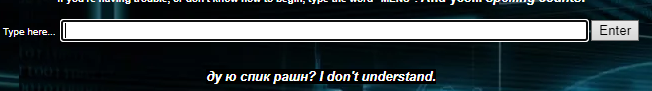 If you're having trouble, or don't know how to begin, type the word "MENU".
Type here... Enter
ду ю спик рашн? I don't understand.